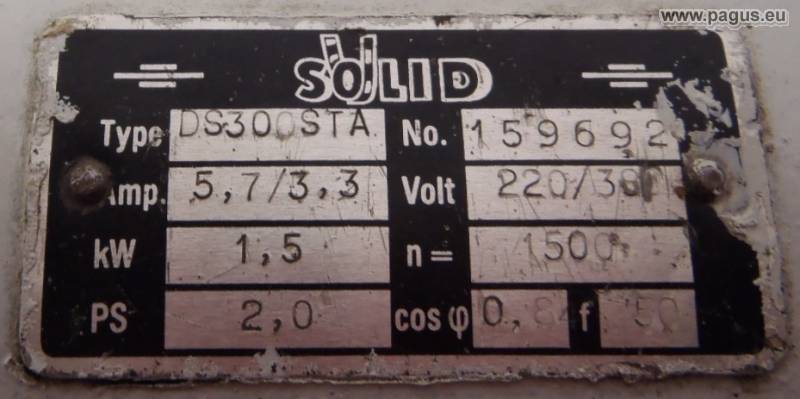 www.pagus.eu
SOLID
Type DS300STA No. 159692
Amp. 5,7/3,3 Volt 220/380
kW 1,5 n = 1500
PS 2,0 cos φ 0,84 f 50